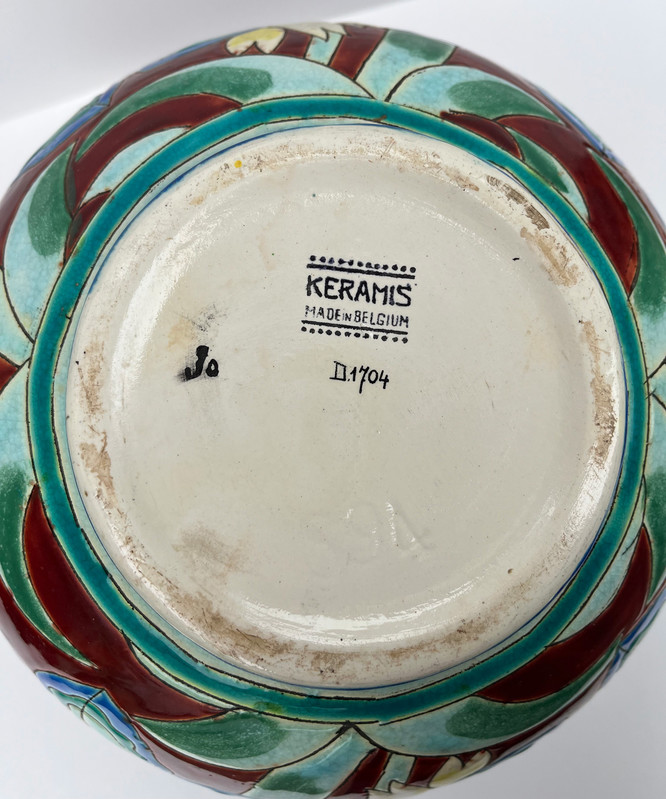 KERAMIS
MADE IN BELGIUM
Jo
D.1704